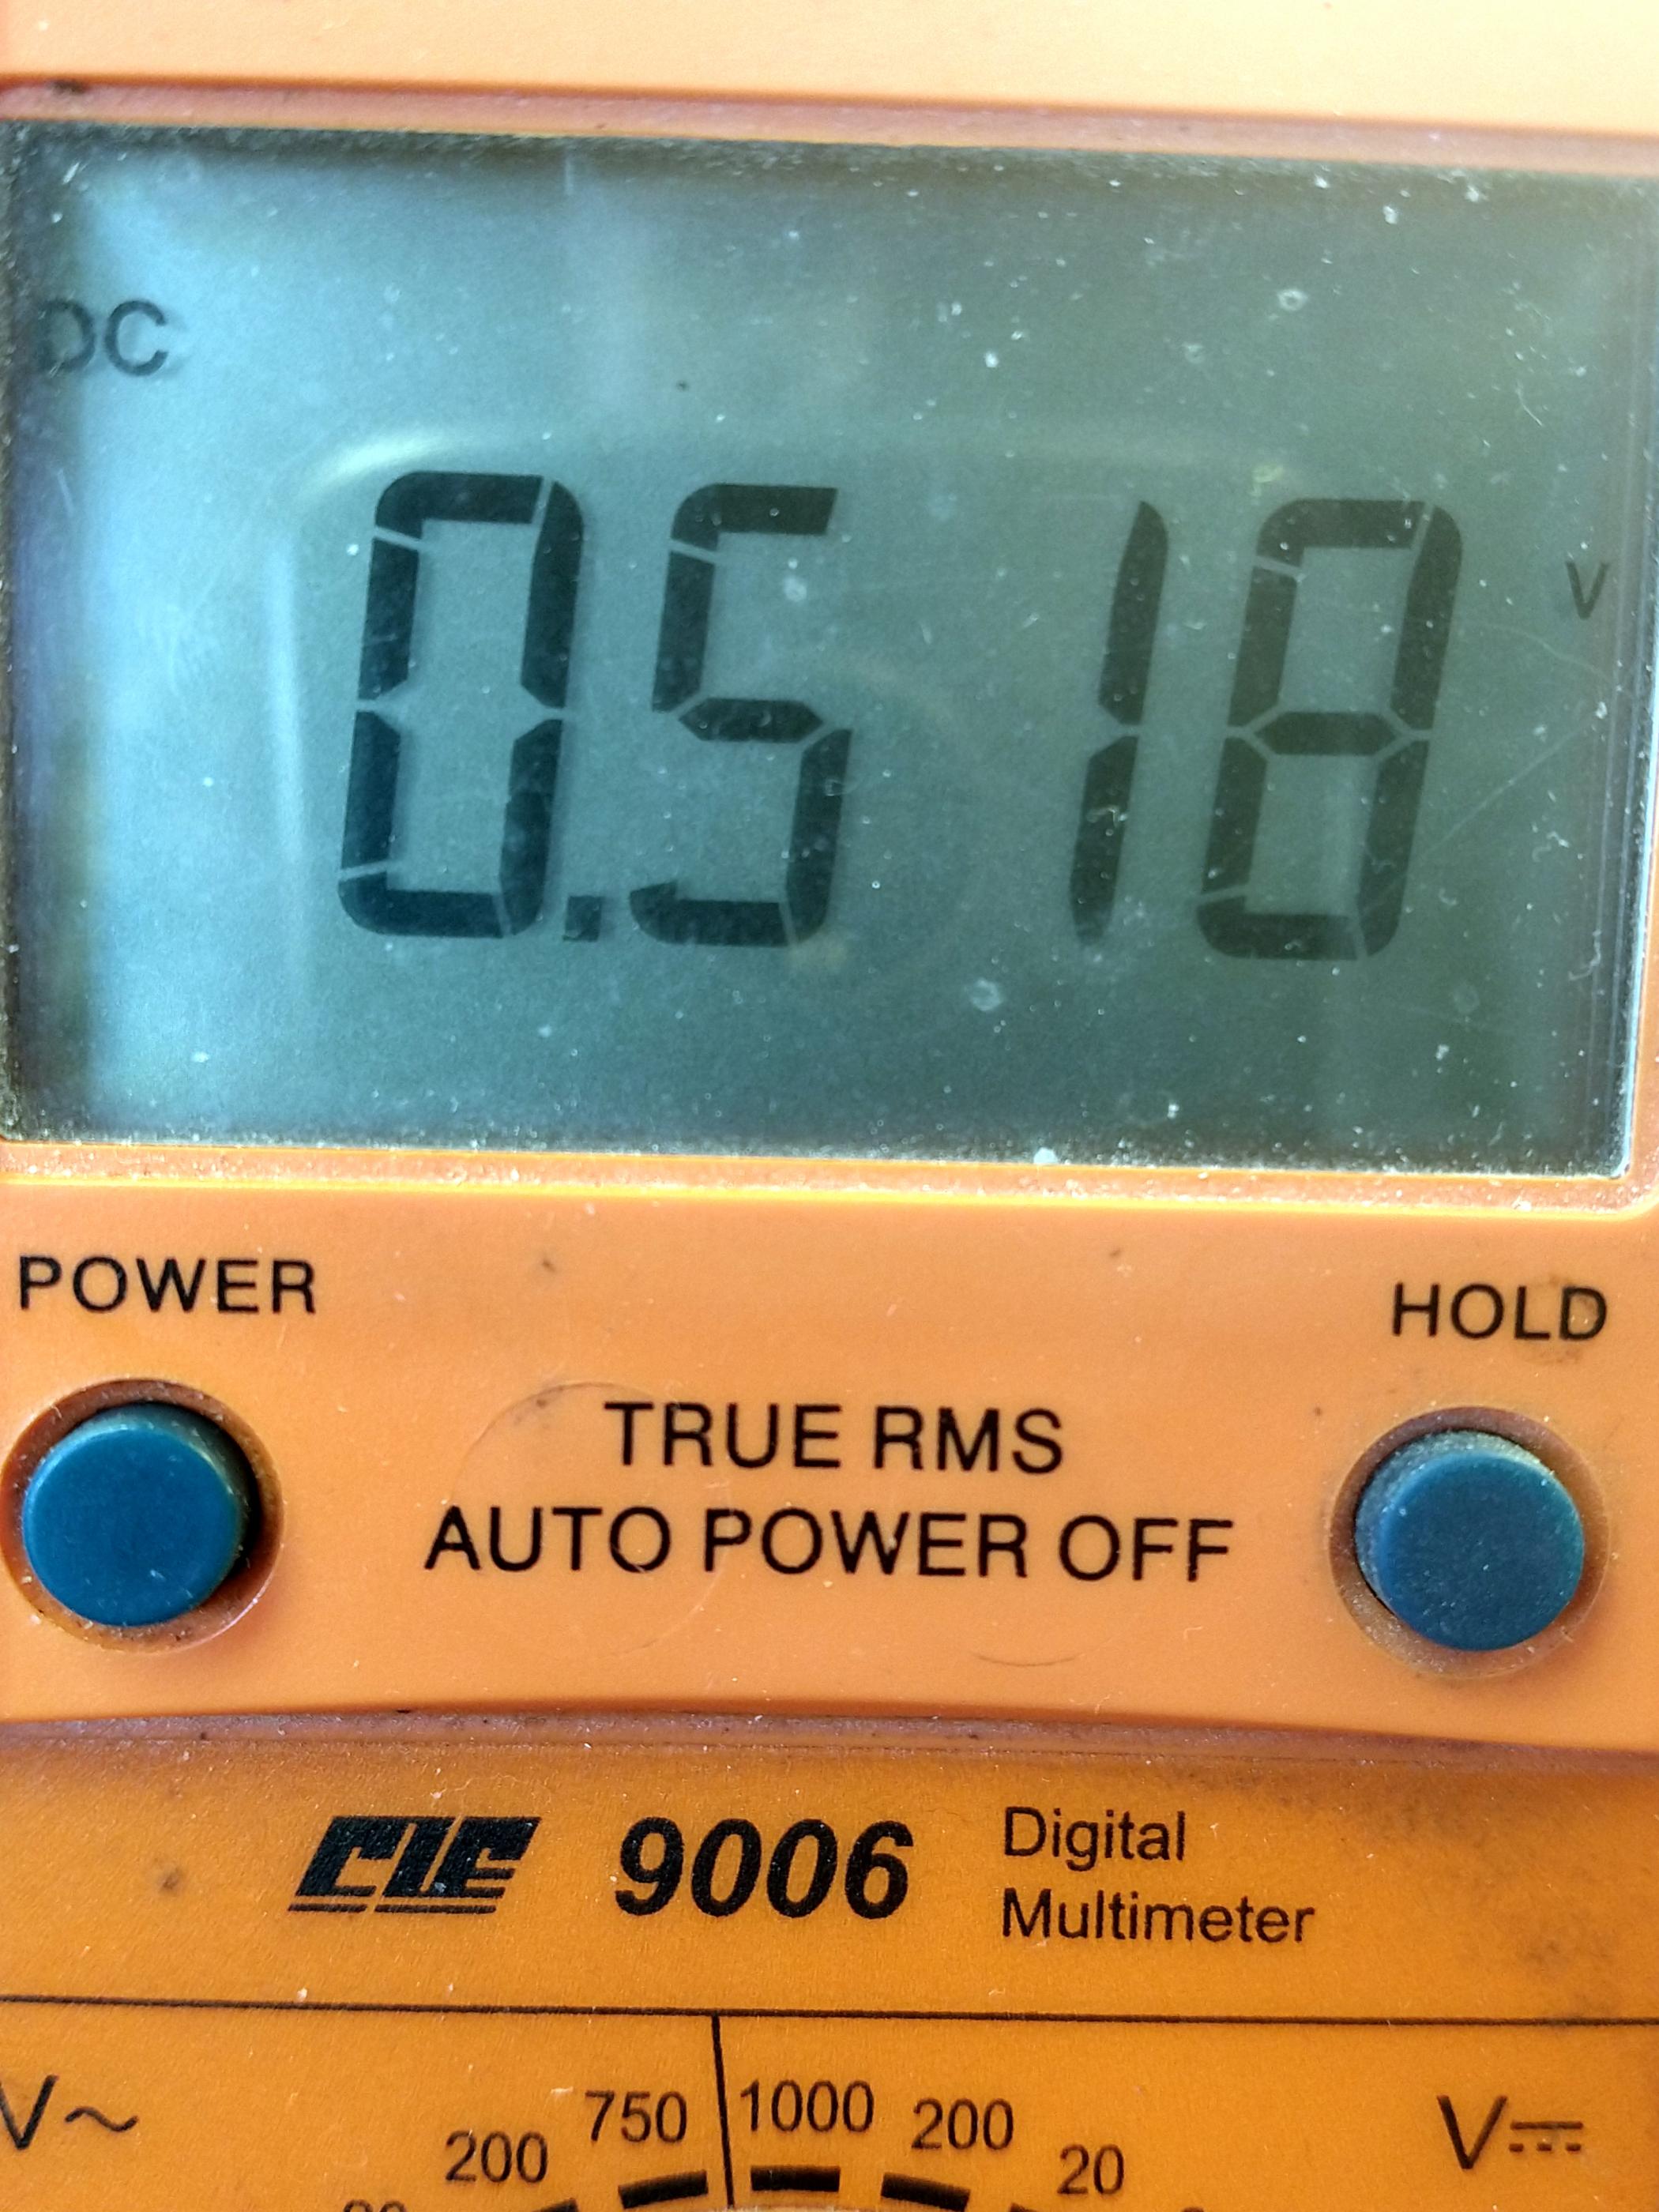 DC
0.518 V
POWER
HOLD
TRUE RMS
AUTO POWER OFF
CIE 9006 Digital
Multimeter
V~ 200 750 1000 200 20 V⎓